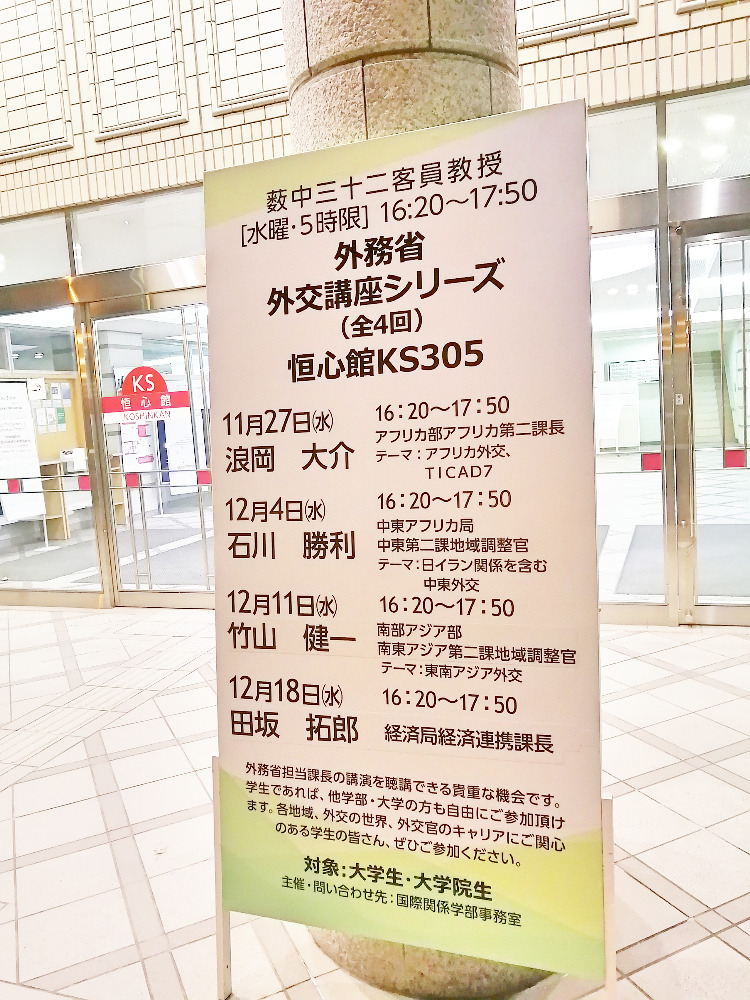 薮中三十二客員教授
[水曜・5時限] 16:20～17:50
外務省
外交講座シリーズ
（全4回）
恒心館KS305
11月27日㈬ 16：20～17：50
浪岡 大介 アフリカ部アフリカ第二課長
テーマ：アフリカ外交、
TICAD7
12月4日㈬ 16：20～17：50
石川 勝利 中東アフリカ局
中東第二課地域調整官
テーマ：日イラン関係を含む
中東外交
12月11日㈬ 16：20～17：50
竹山 健一 南部アジア部
南東アジア第二課地域調整官
テーマ：東南アジア外交
12月18日㈬ 16：20～17：50
田坂 拓郎 経済局経済連携課長
外務省担当課長の講演を聴講できる貴重な機会です。
学生であれば、他学部・大学の方も自由にご参加頂け
ます。各地域、外交の世界、外交官のキャリアにご関心
のある学生の皆さん、ぜひご参加ください。
対象：大学生・大学院生
主催・問い合わせ先：国際関係学部事務室
KS
恒心館
KOSHINKAN